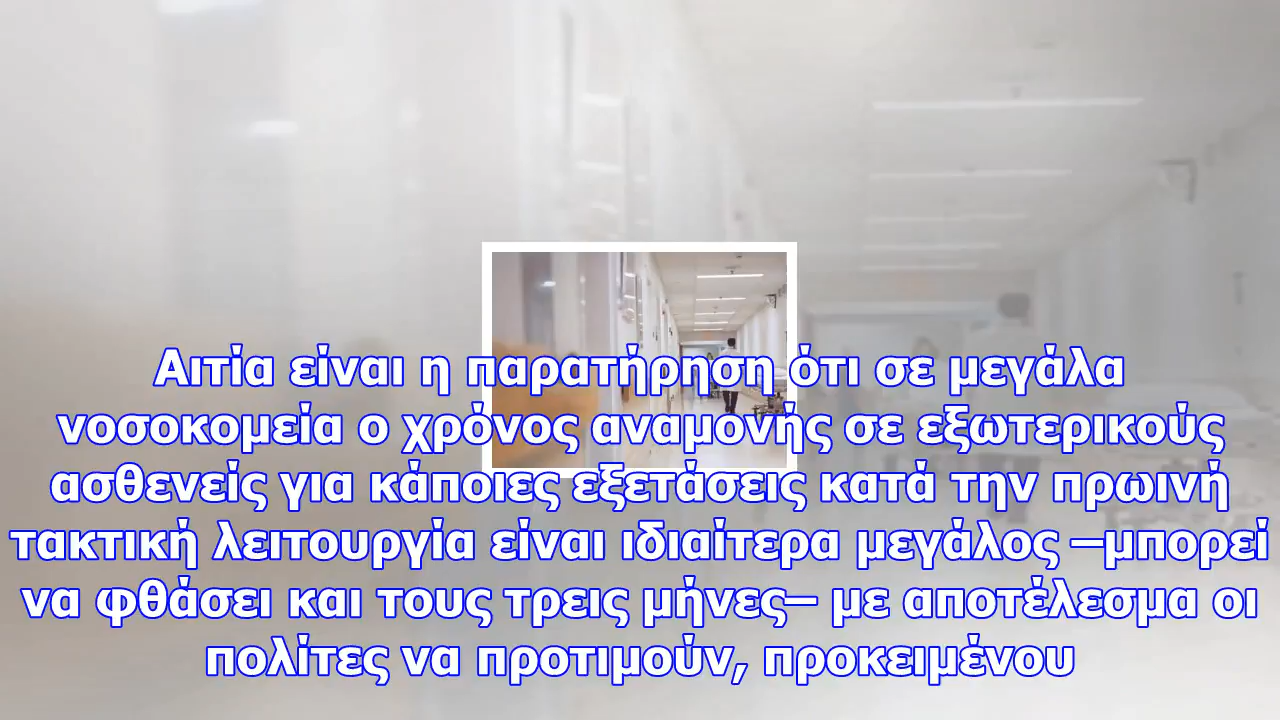 Αιτία είναι η παρατήρηση ότι σε μεγάλα
νοσοκομεία ο χρόνος αναμονής σε εξωτερικούς
ασθενείς για κάποιες εξετάσεις κατά την πρωινή
τακτική λειτουργία είναι ιδιαίτερα μεγάλος –μπορεί
να φθάσει και τους τρεις μήνες– με αποτέλεσμα οι
πολίτες να προτιμούν, προκειμένου